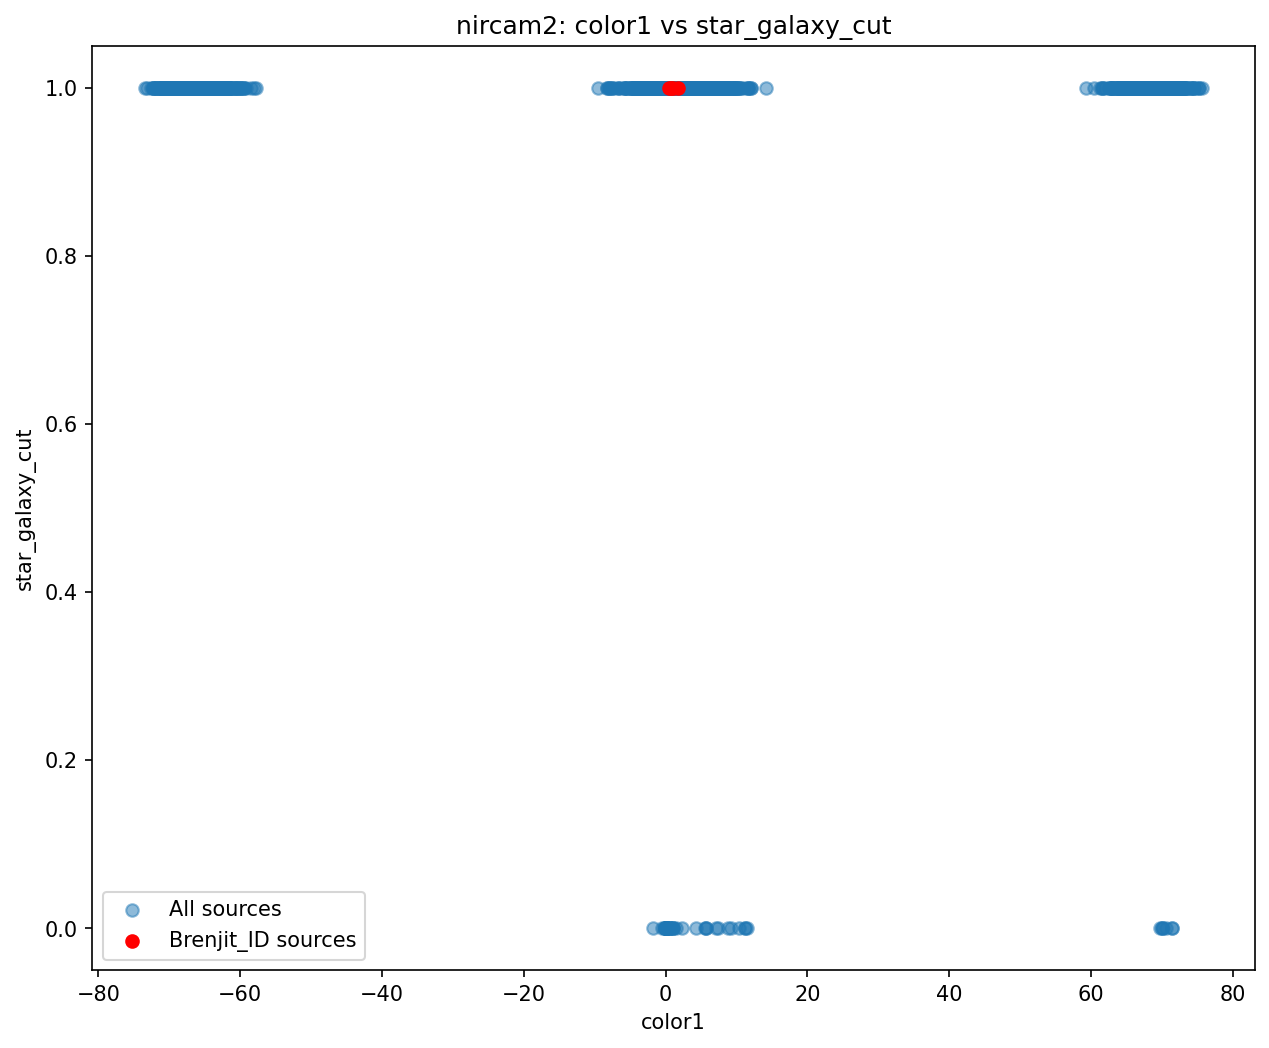 nircam2: color1 vs star_galaxy_cut
1.0
0.8
0.6
0.4
0.2
0.0
star_galaxy_cut
All sources
Brenjit_ID sources
−80 −60 −40 −20 0 20 40 60 80
color1